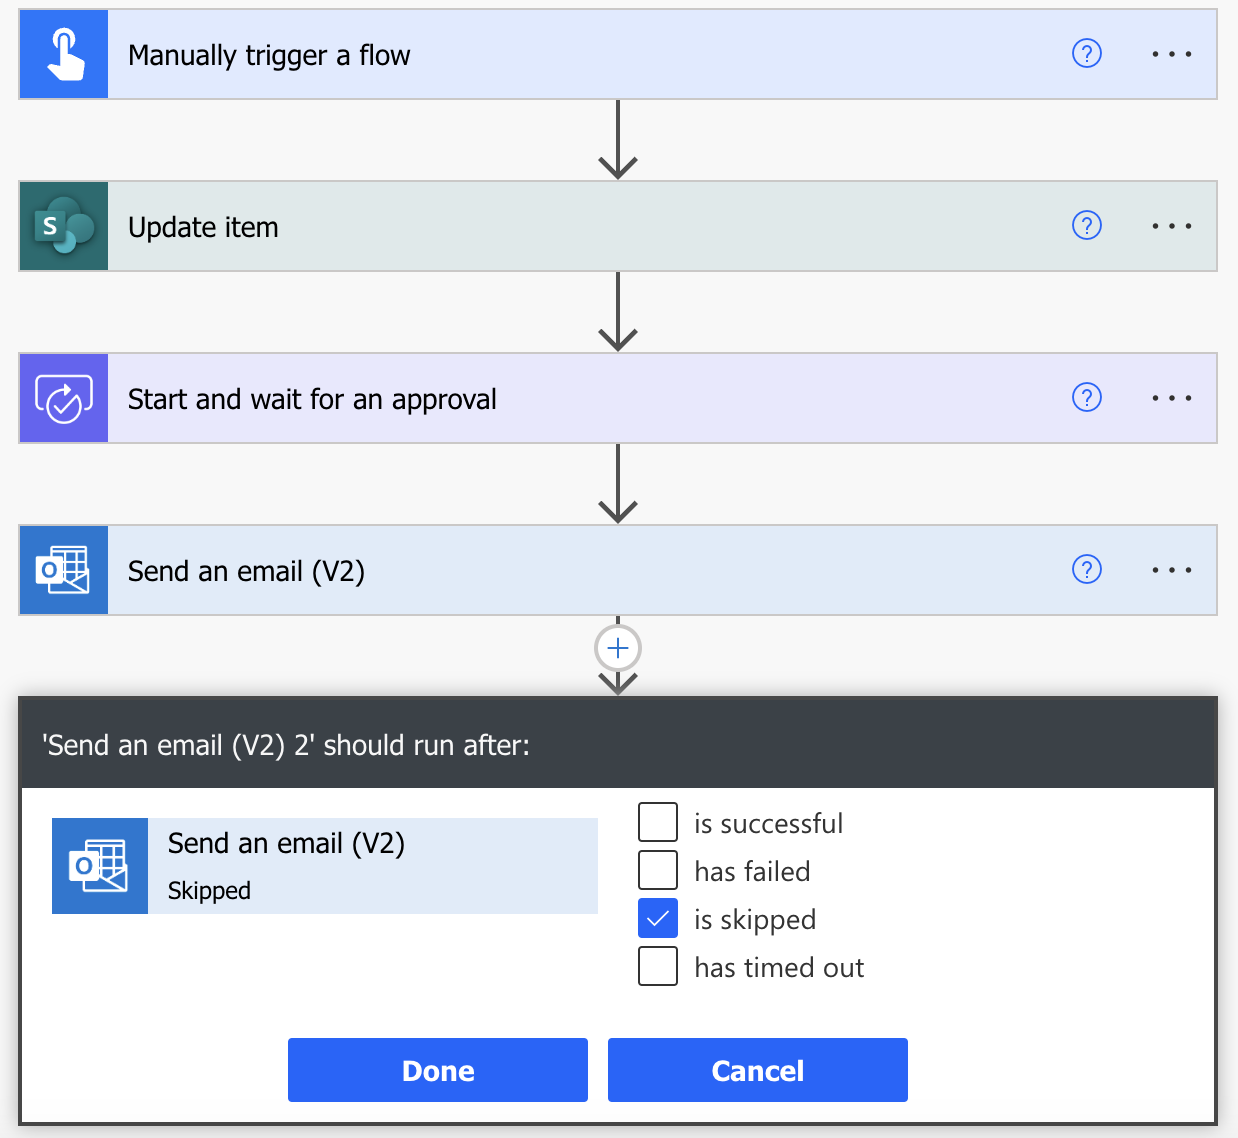 Manually trigger a flow
?
S
Update item
?
Start and wait for an approval
?
O
Send an email (V2)
?
'Send an email (V2) 2' should run after:
O
Send an email (V2)
Skipped
is successful
has failed
is skipped
has timed out
Done
Cancel